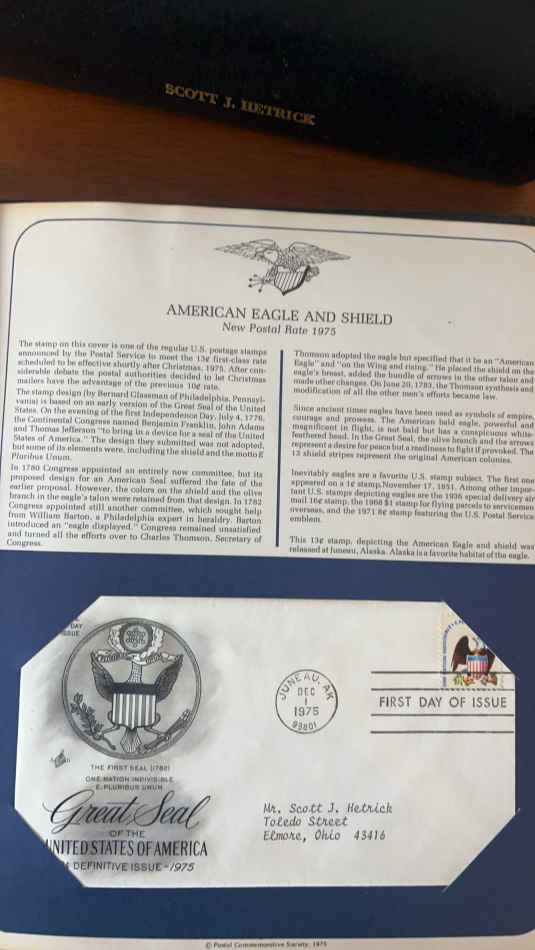 SCOTT J. HETRICK
AMERICAN EAGLE AND SHIELD
New Postal Rate 1975
The stamp on this cover is one of the regular U.S. postage stamps
announced by the Postal Service to meet the 13¢ first-class rate
scheduled to be effective shortly after Christmas, 1975. After con-
siderable debate the postal authorities decided to let Christmas
mailers have the advantage of the previous 10¢ rate.
The stamp design (by Bernard Glassman of Philadelphia, Pennsyl-
vania) is based on an early version of the Great Seal of the United
States. On the evening of the first Independence Day, July 4, 1776,
the Continental Congress named Benjamin Franklin, John Adams
and Thomas Jefferson "to bring in a device for a seal of the United
States of America." The design they submitted was not adopted,
but some of its elements were, including the shield and the motto E
Pluribus Unum.
In 1780 Congress appointed an entirely new committee, but its
proposed design for an American Seal suffered the fate of the
earlier proposal. However, the colors on the shield and the olive
branch in the eagle's talon were retained from that design. In 1782
Congress appointed still another committee, which sought help
from William Barton, a Philadelphia expert in heraldry. Barton
introduced an "eagle displayed." Congress remained unsatisfied
and turned all the efforts over to Charles Thomson, Secretary of
Congress.
Thomson adopted the eagle but specified that it be an "American
Eagle" and "on the Wing and rising." He placed the shield on the
eagle's breast, added the bundle of arrows in the other talon and
made other changes. On June 20, 1782, the Thomson synthesis and
modification of all the other men's efforts became law.
Since ancient times eagles have been used as symbols of empire,
courage and prowess. The American bald eagle, powerful and
magnificent in flight, is not bald but has a conspicuous white-
feathered head. In the Great Seal, the olive branch and the arrows
represent a desire for peace but a readiness to fight if provoked. The
13 shield stripes represent the original American colonies.
Inevitably eagles are a favorite U.S. stamp subject. The first one
appeared on a 1¢ stamp, November 17, 1851. Among other impor-
tant U.S. stamps depicting eagles are the 1936 special delivery air
mail 16¢ stamp, the 1968 $1 stamp for flying parcels to servicemen
overseas, and the 1971 8¢ stamp featuring the U.S. Postal Service
emblem.
This 13¢ stamp, depicting the American Eagle and shield was
released at Juneau, Alaska. Alaska is a favorite habitat of the eagle.
DAY
ISSUE
THE FIRST SEAL (1782)
ONE NATION INDIVISIBLE
E PLURIBUS UNUM
Great Seal
OF THE
UNITED STATES OF AMERICA
DEFINITIVE ISSUE - 1975
JUNEAU, AK
DEC
1
1975
99801
FIRST DAY OF ISSUE
Mr. Scott J. Hetrick
Toledo Street
Elmore, Ohio 43416
© Postal Commemorative Society, 1975